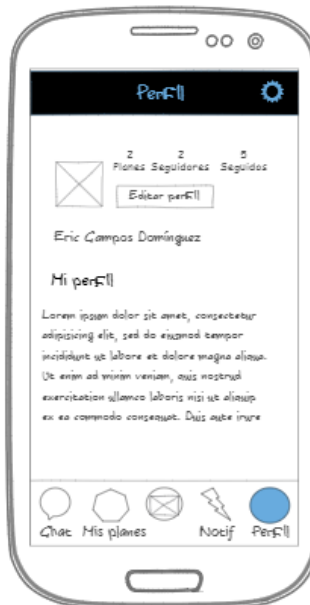 Perfil
2 2 5
Planes Seguidores Seguidos
Editar perfil
Eric Campos Domínguez
Mi perfil
Lorem ipsum dolor sit amet, consectetur
adipisicing elit, sed do eiusmod tempor
incididunt ut labore et dolore magna aliqua.
Ut enim ad minim veniam, quis nostrud
exercitation ullamco laboris nisi ut aliquip
ex ea commodo consequat. Duis aute irure
Chat Mis planes Notif Perfil